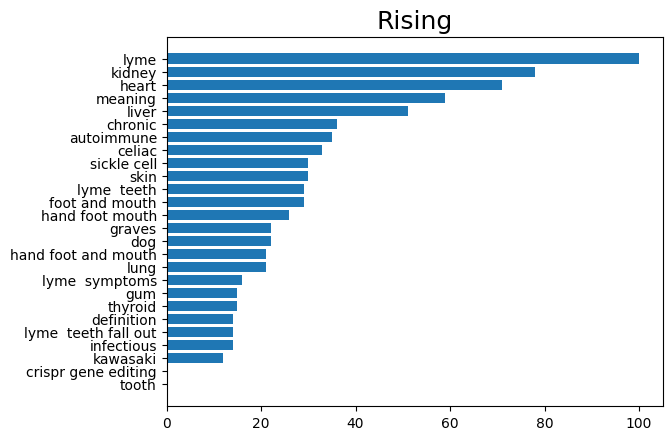 Rising
lyme
kidney
heart
meaning
liver
chronic
autoimmune
celiac
sickle cell
skin
lyme  teeth
foot and mouth
hand foot mouth
graves
dog
hand foot and mouth
lung
lyme  symptoms
gum
thyroid
definition
lyme  teeth fall out
infectious
kawasaki
crispr gene editing
tooth
0 20 40 60 80 100